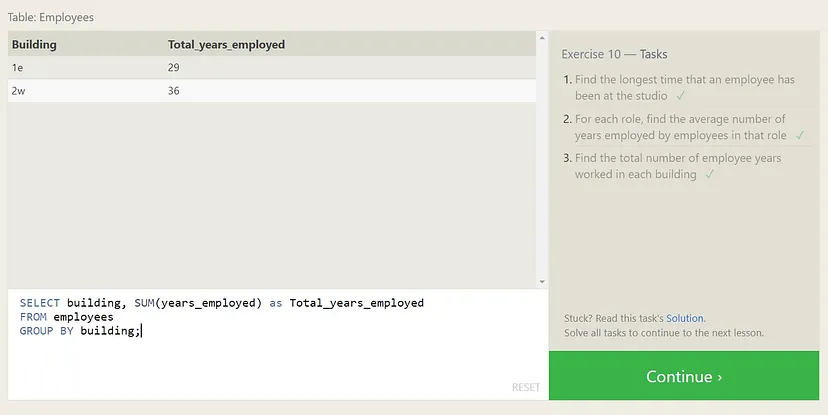 Table: Employees
Building Total_years_employed
1e 29
2w 36
SELECT building, SUM(years_employed) as Total_years_employed
FROM employees
GROUP BY building;
RESET
Exercise 10 — Tasks
1. Find the longest time that an employee has
been at the studio ✓
2. For each role, find the average number of
years employed by employees in that role ✓
3. Find the total number of employee years
worked in each building ✓
Stuck? Read this task's Solution.
Solve all tasks to continue to the next lesson.
Continue ›